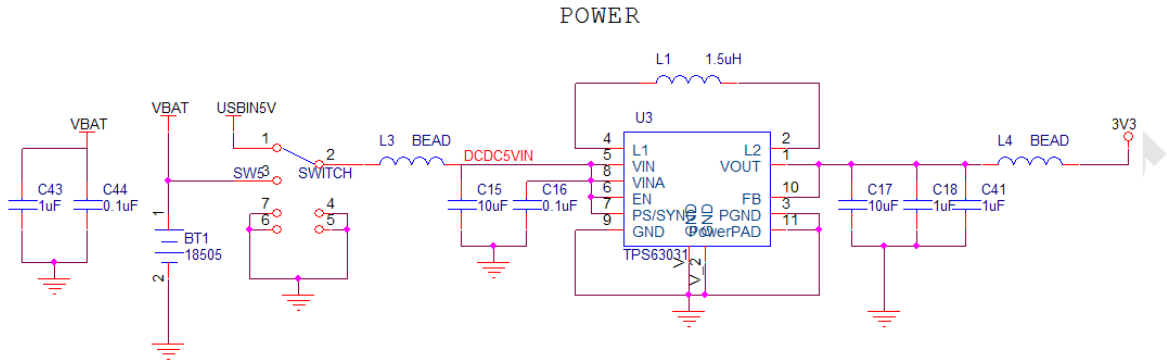 POWER
L1 1.5uH
VBAT USBIN5V
VBAT
U3
3V3
1
2
3
SW5
SWITCH
7 4
6 5
L3 BEAD
DCDC5VIN
4 L1 L2 2
5 VIN VOUT 1
8 VINA
6 EN FB 10
7 PS/SYNC PGND 3
9 GND PowerPAD 11
GND
GND
TPS63031
V
V_2
L4 BEAD
C43
1uF
C44
0.1uF
1
BT1
18505
2
C15
10uF
C16
0.1uF
C17
10uF
C18
1uF
C41
1uF